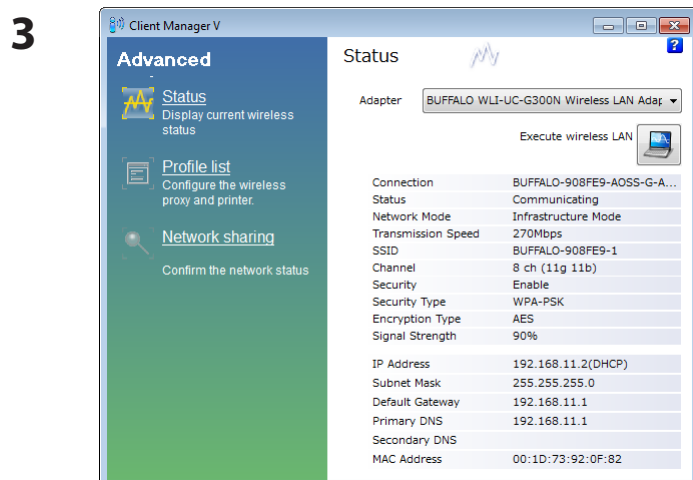 3
Client Manager V
Advanced
Status
Display current wireless
status
Profile list
Configure the wireless
proxy and printer.
Network sharing
Confirm the network status
Status
?
Adapter BUFFALO WLI-UC-G300N Wireless LAN Adap
Execute wireless LAN
Connection BUFFALO-908FE9-AOSS-G-A...
Status Communicating
Network Mode Infrastructure Mode
Transmission Speed 270Mbps
SSID BUFFALO-908FE9-1
Channel 8 ch (11g 11b)
Security Enable
Security Type WPA-PSK
Encryption Type AES
Signal Strength 90%
IP Address 192.168.11.2(DHCP)
Subnet Mask 255.255.255.0
Default Gateway 192.168.11.1
Primary DNS 192.168.11.1
Secondary DNS
MAC Address 00:1D:73:92:0F:82